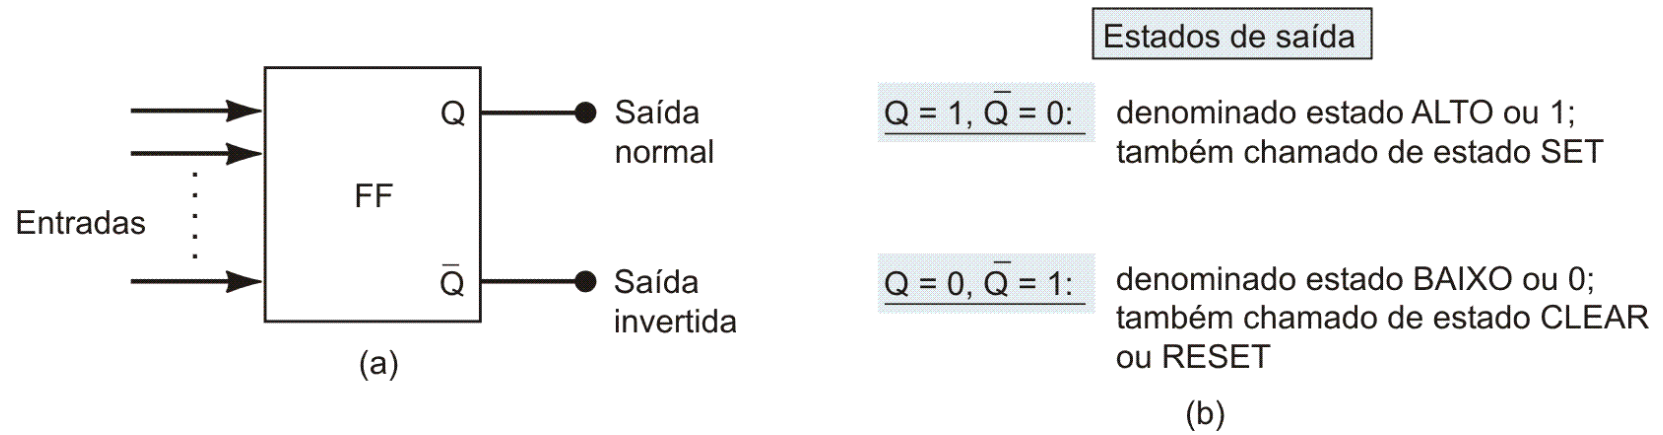 Entradas
FF
Q
Q̅
Saída
normal
Saída
invertida
(a)
Estados de saída
Q = 1, Q̅ = 0:
denominado estado ALTO ou 1;
também chamado de estado SET
Q = 0, Q̅ = 1:
denominado estado BAIXO ou 0;
também chamado de estado CLEAR
ou RESET
(b)